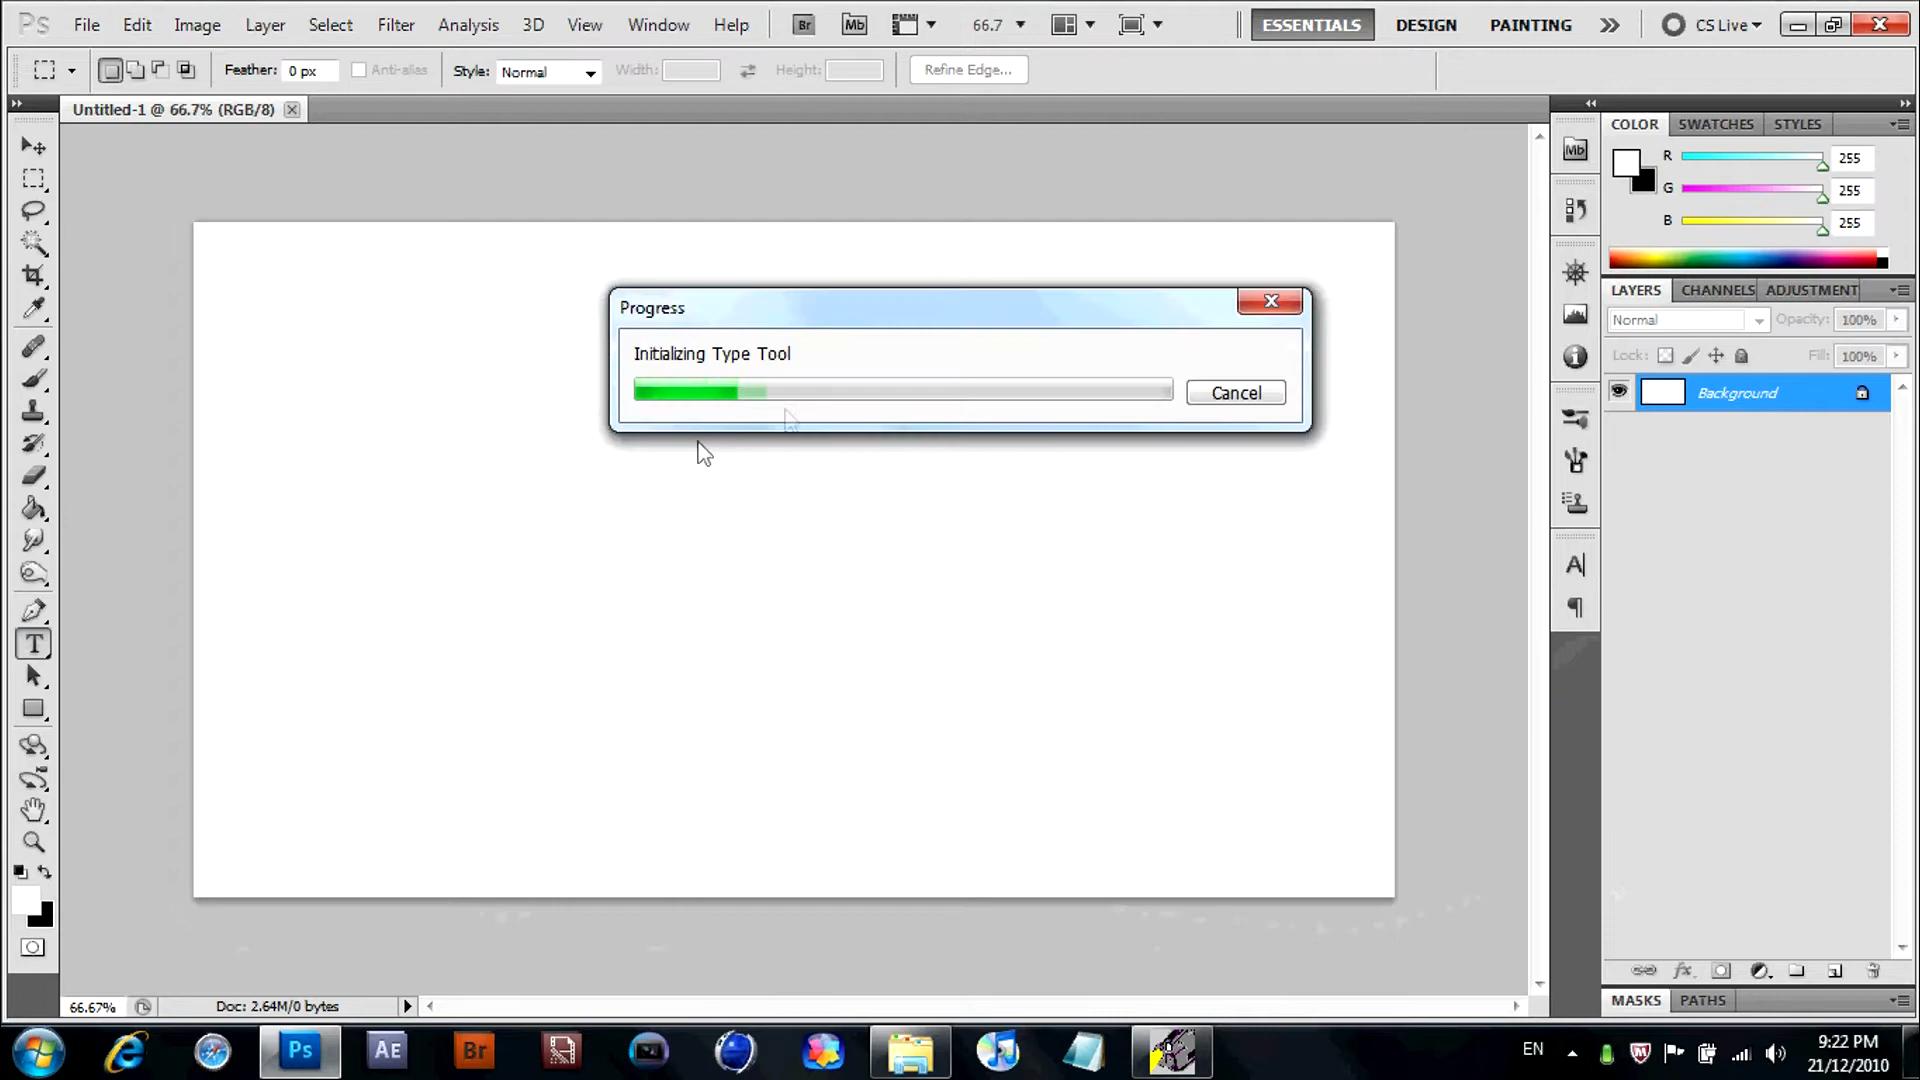 Ps File Edit Image Layer Select Filter Analysis 3D View Window Help Br Mb 66.7 ESSENTIALS DESIGN PAINTING CS Live
Feather: 0 px Anti-alias Style: Normal Width: Height: Refine Edge...
Untitled-1 @ 66.7% (RGB/8)
COLOR SWATCHES STYLES
Mb
R 255
G 255
B 255
LAYERS CHANNELS ADJUSTMENT
Normal Opacity: 100%
Lock: Fill: 100%
Background
Progress
Initializing Type Tool
Cancel
T
A
MASKS PATHS
66.67% Doc: 2.64M/0 bytes
Ps AE Br EN 9:22 PM
21/12/2010